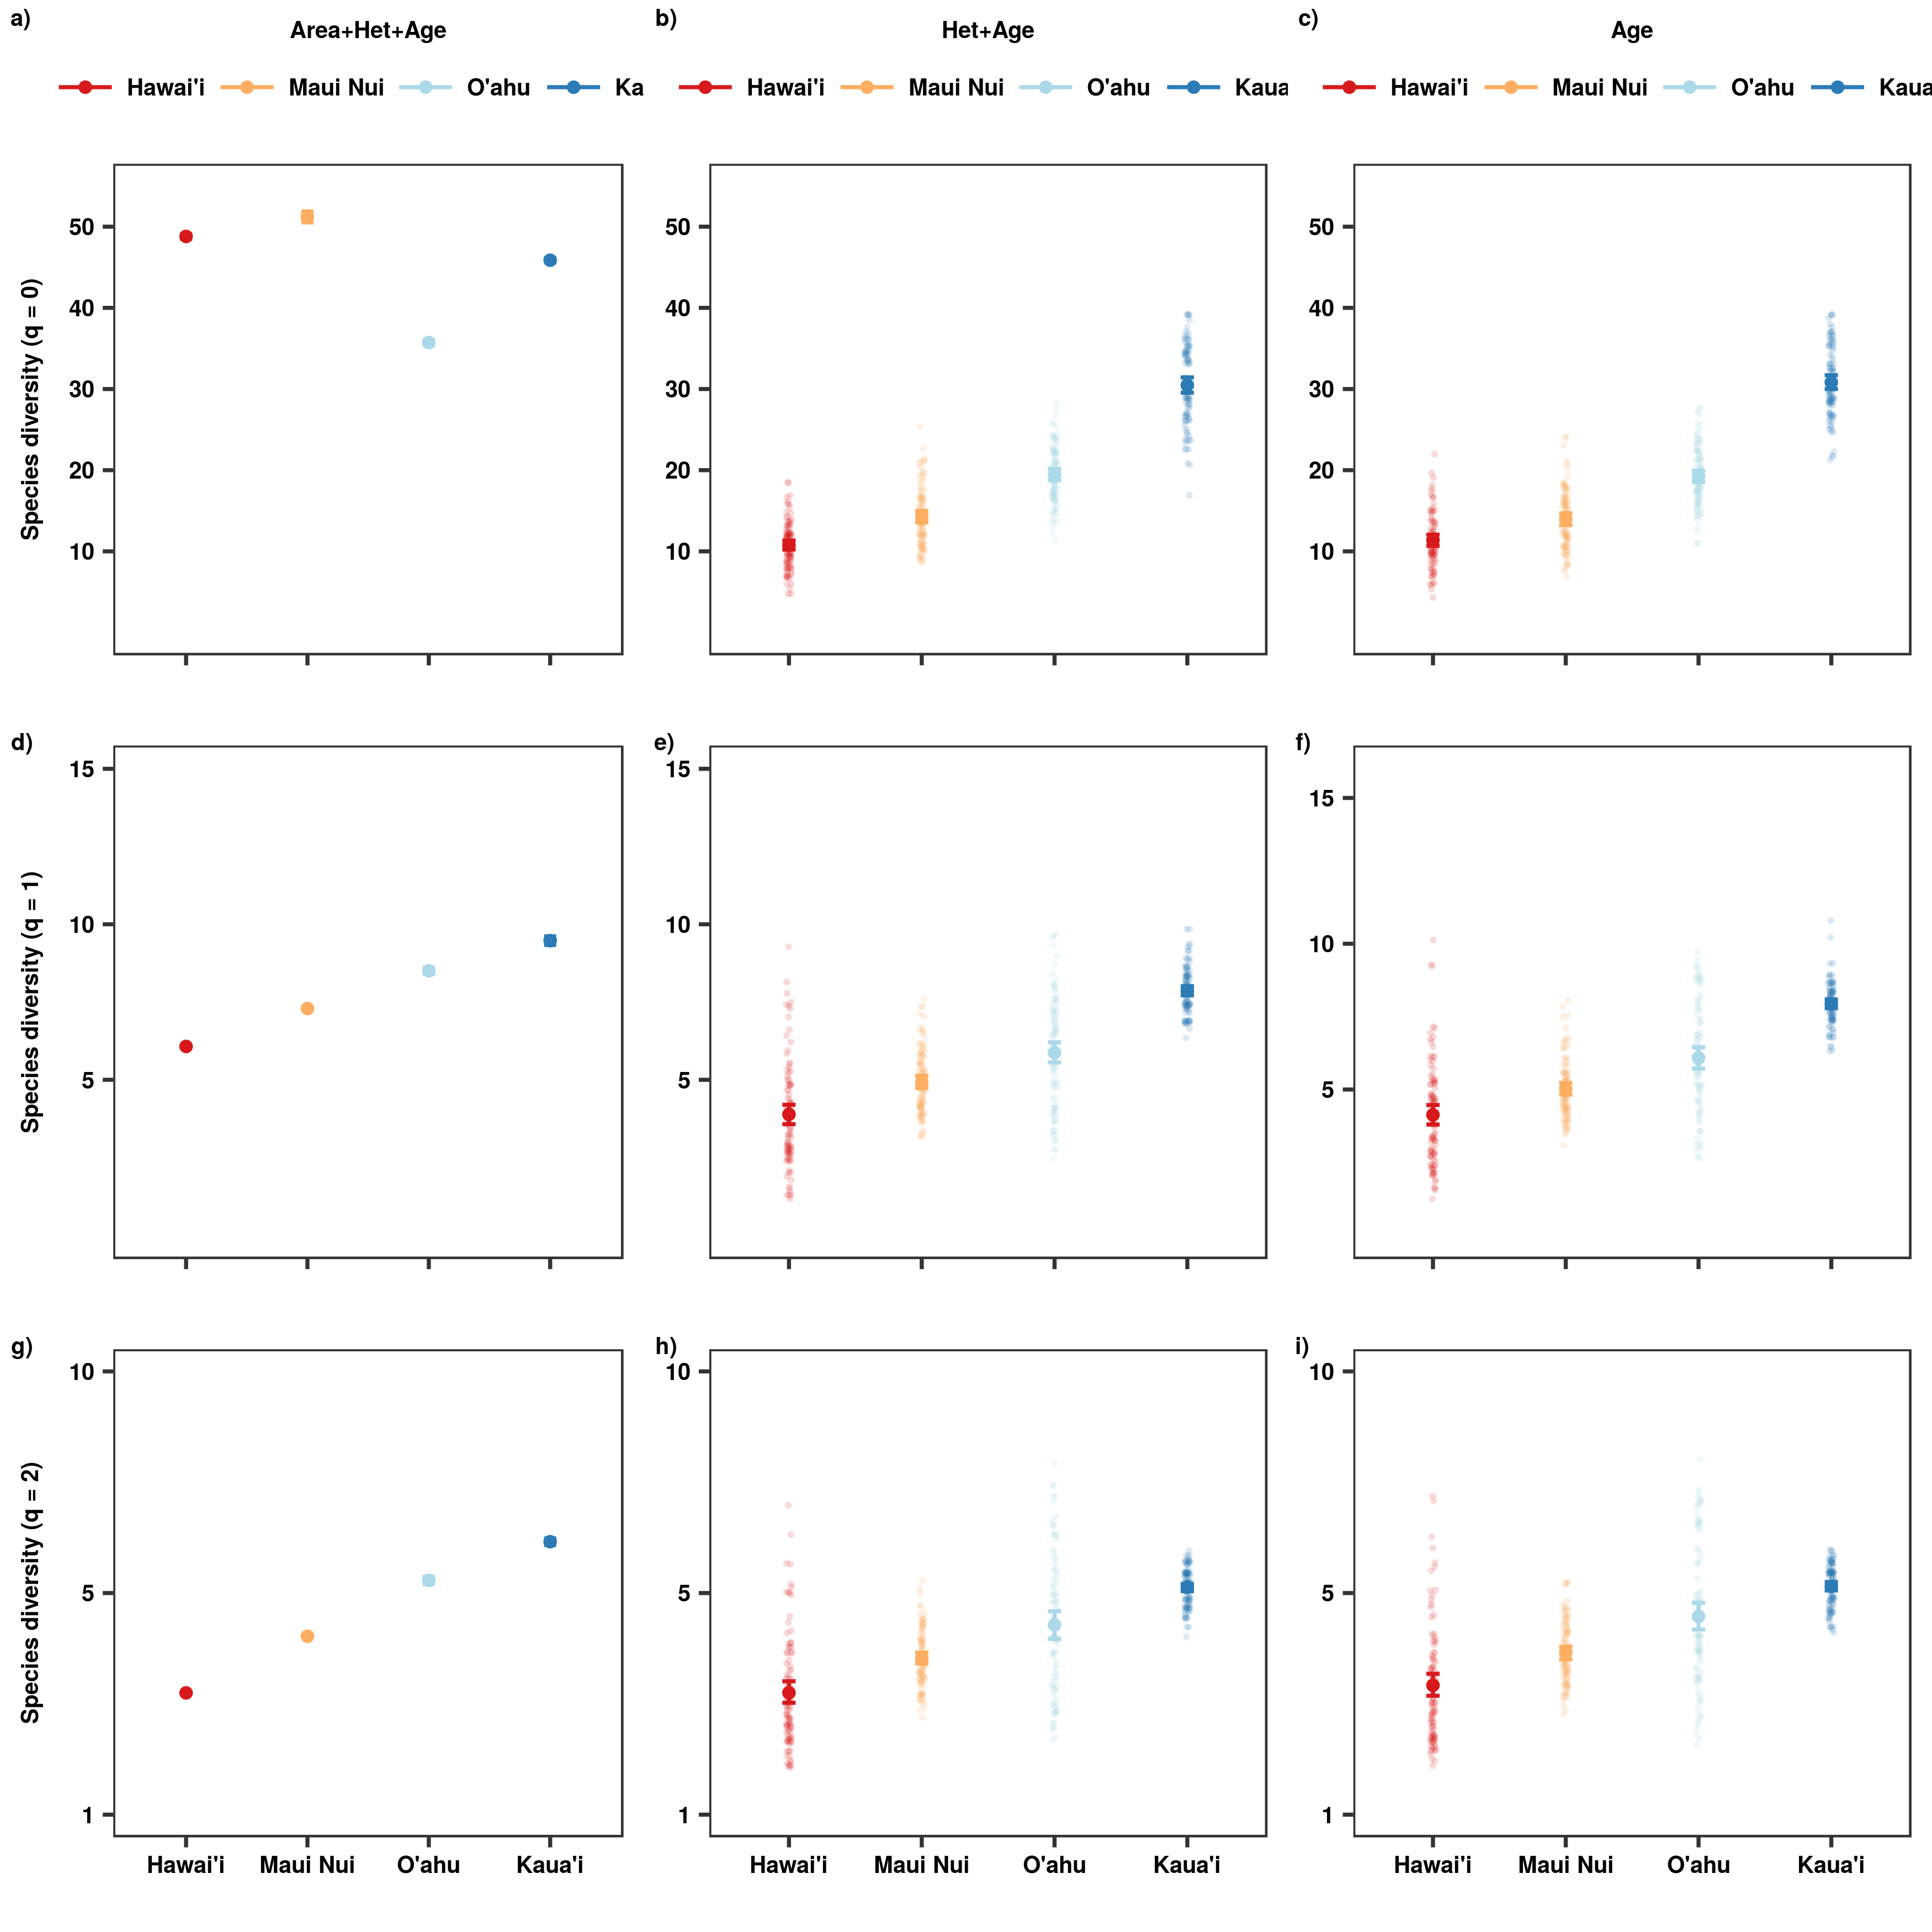 a) Area+Het+Age b) Het+Age c) Age
Hawai'i Maui Nui O'ahu Ka Hawai'i Maui Nui O'ahu Kaua Hawai'i Maui Nui O'ahu Kaua
Species diversity (q = 0)
50 50 50
40 40 40
30 30 30
20 20 20
10 10 10
d) e) f)
Species diversity (q = 1)
15 15 15
10 10 10
5 5 5
g) h) i)
Species diversity (q = 2)
10 10 10
5 5 5
1 1 1
Hawai'i Maui Nui O'ahu Kaua'i Hawai'i Maui Nui O'ahu Kaua'i Hawai'i Maui Nui O'ahu Kaua'i